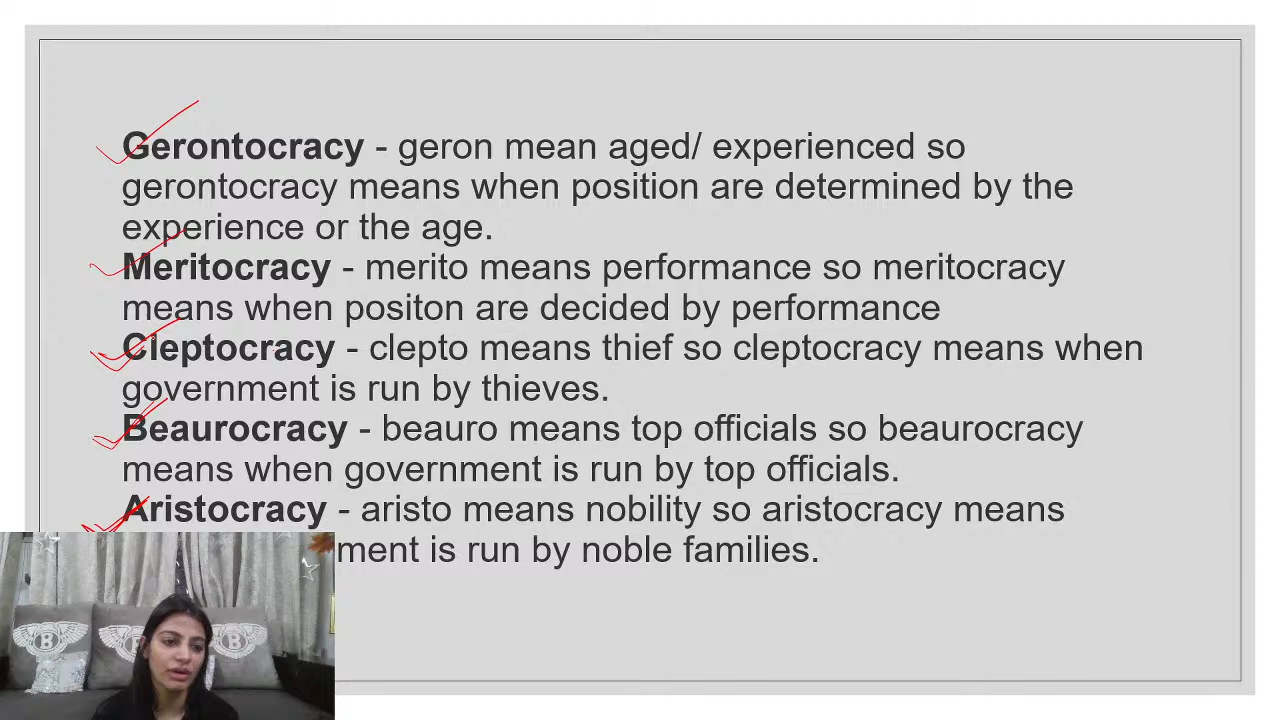 Gerontocracy - geron mean aged/ experienced so
gerontocracy means when position are determined by the
experience or the age.
Meritocracy - merito means performance so meritocracy
means when positon are decided by performance
Cleptocracy - clepto means thief so cleptocracy means when
government is run by thieves.
Beaurocracy - beauro means top officials so beaurocracy
means when government is run by top officials.
Aristocracy - aristo means nobility so aristocracy means
ment is run by noble families.
B
B